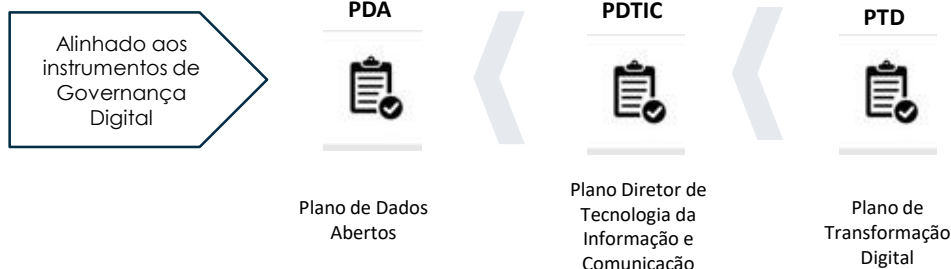 Alinhado aos
instrumentos de
Governança
Digital
PDA
Plano de Dados
Abertos
PDTIC
Plano Diretor de
Tecnologia da
Informação e
Comunicação
PTD
Plano de
Transformação
Digital